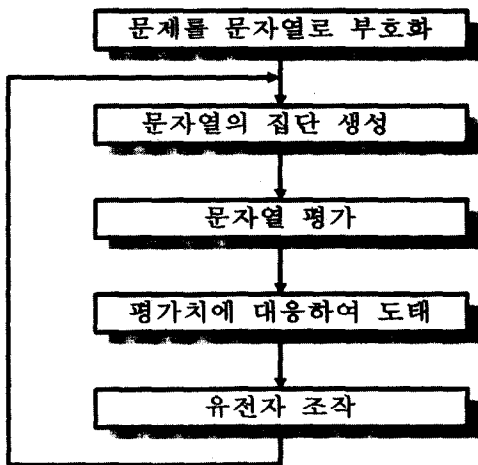 문제를 문자열로 부호화
문자열의 집단 생성
문자열 평가
평가치에 대응하여 도태
유전자 조작